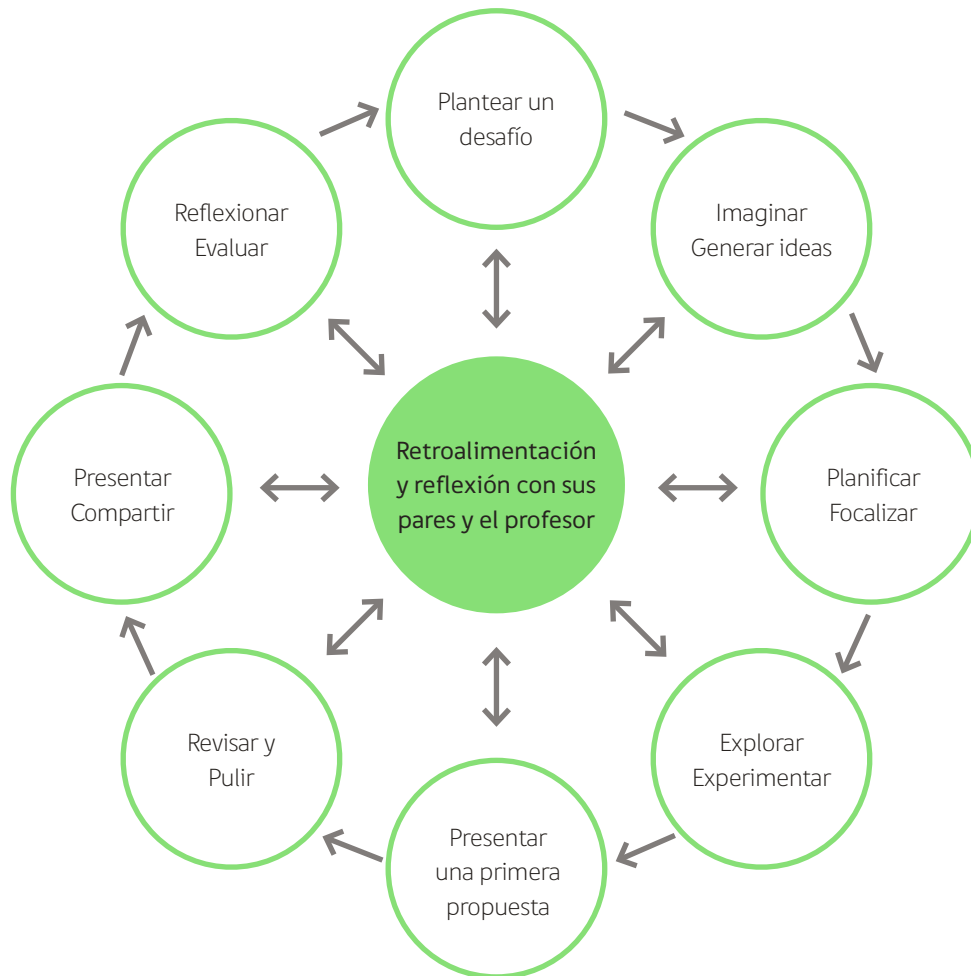 Plantear un
desafío
Imaginar
Generar ideas
Planificar
Focalizar
Explorar
Experimentar
Presentar
una primera
propuesta
Revisar y
Pulir
Presentar
Compartir
Reflexionar
Evaluar
Retroalimentación
y reflexión con sus
pares y el profesor